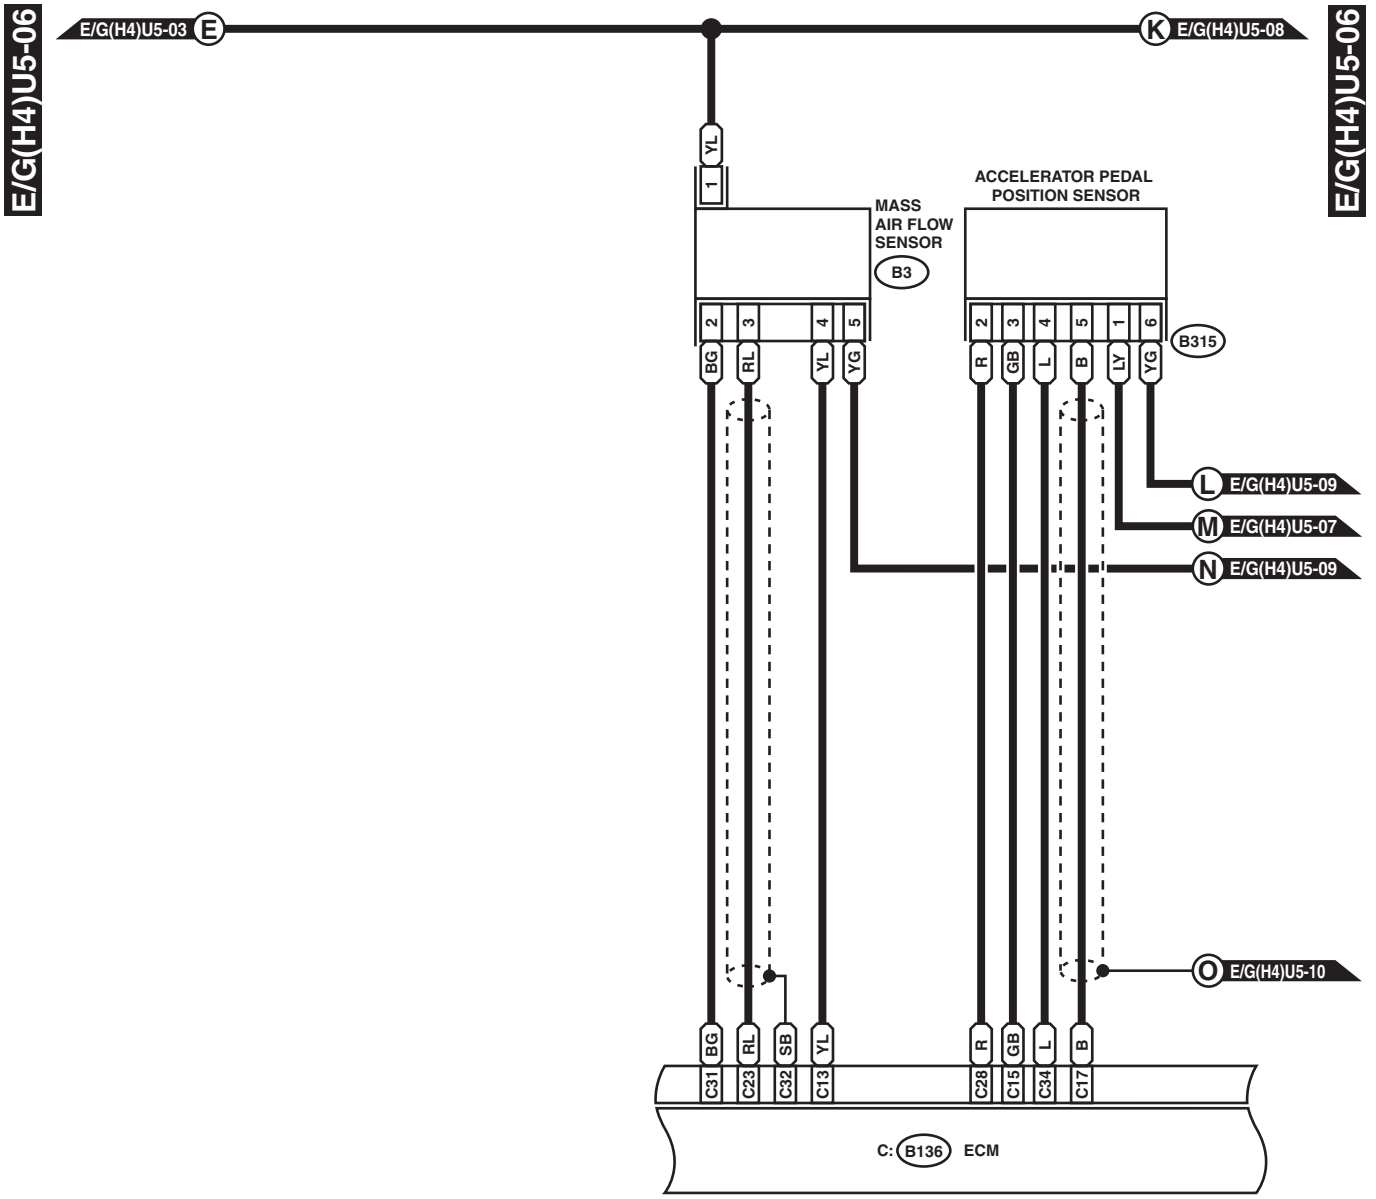 E/G(H4)U5-06
E/G(H4)U5-03 E
K E/G(H4)U5-08
E/G(H4)U5-06
YL
1
MASS
AIR FLOW
SENSOR
B3
ACCELERATOR PEDAL
POSITION SENSOR
2 3 4 5
2 3 4 5 1 6
B315
BG RL YL YG
R GB L B LY YG
L E/G(H4)U5-09
M E/G(H4)U5-07
N E/G(H4)U5-09
O E/G(H4)U5-10
BG RL SB YL
R GB L B
C31 C23 C32 C13
C28 C15 C34 C17
C: B136 ECM